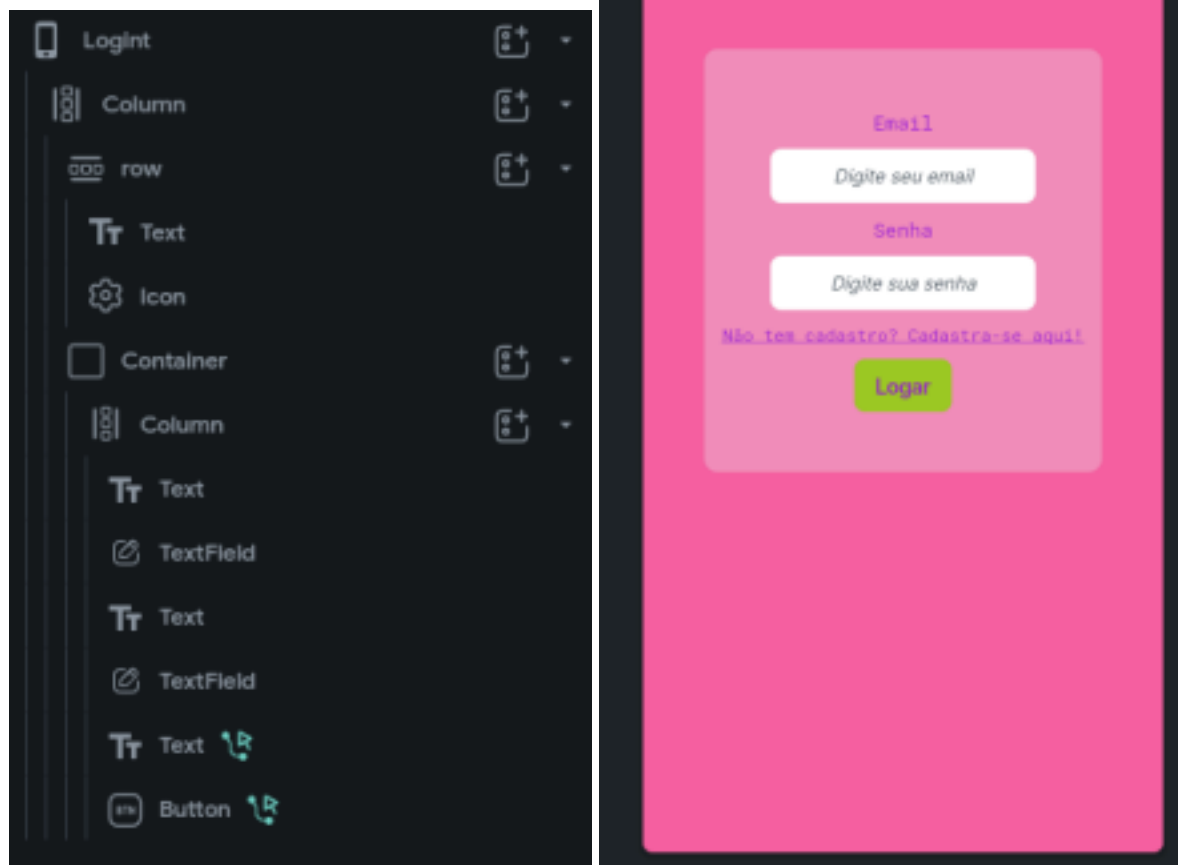 Logint
Column
row
Text
Icon
Container
Column
Text
TextField
Text
TextField
Text
Button
Email
Digite seu email
Senha
Digite sua senha
Não tem cadastro? Cadastra-se aqui!
Logar